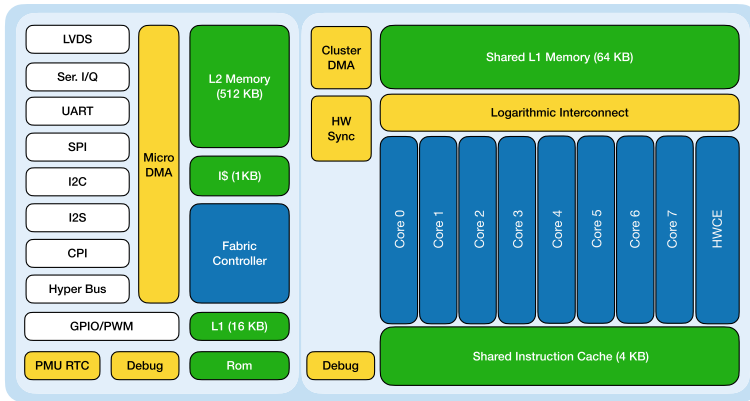 LVDS
Ser. I/Q
UART
SPI
I2C
I2S
CPI
Hyper Bus
GPIO/PWM
PMU RTC
Debug
Micro
DMA
L2 Memory
(512 KB)
I$ (1KB)
Fabric
Controller
L1 (16 KB)
Rom
Cluster
DMA
HW
Sync
Debug
Shared L1 Memory (64 KB)
Logarithmic Interconnect
Core 0
Core 1
Core 2
Core 3
Core 4
Core 5
Core 6
Core 7
HWCE
Shared Instruction Cache (4 KB)